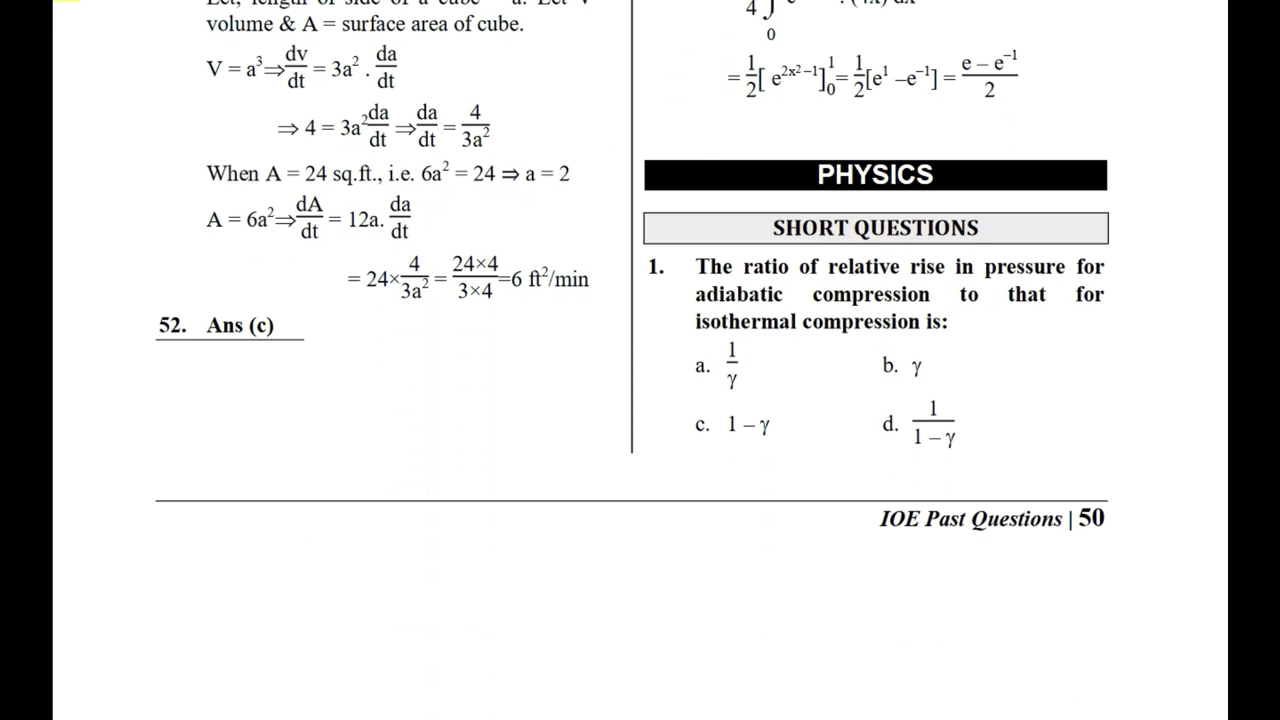 volume & A = surface area of cube.
V = a³ ⇒ dv/dt = 3a² . da/dt
⇒ 4 = 3a² da/dt ⇒ da/dt = 4/3a²
When A = 24 sq.ft., i.e. 6a² = 24 ⇒ a = 2
A = 6a² ⇒ dA/dt = 12a. da/dt
= 24× 4/3a² = 24×4/3×4 =6 ft²/min
52. Ans (c)
4 ∫
0
= 1/2[ e^(2x²−1)]₀¹ = 1/2[e¹ –e⁻¹] = (e – e⁻¹)/2
PHYSICS
SHORT QUESTIONS
1. The ratio of relative rise in pressure for
adiabatic compression to that for
isothermal compression is:
a. 1/γ b. γ
c. 1 – γ d. 1/(1 – γ)
IOE Past Questions | 50